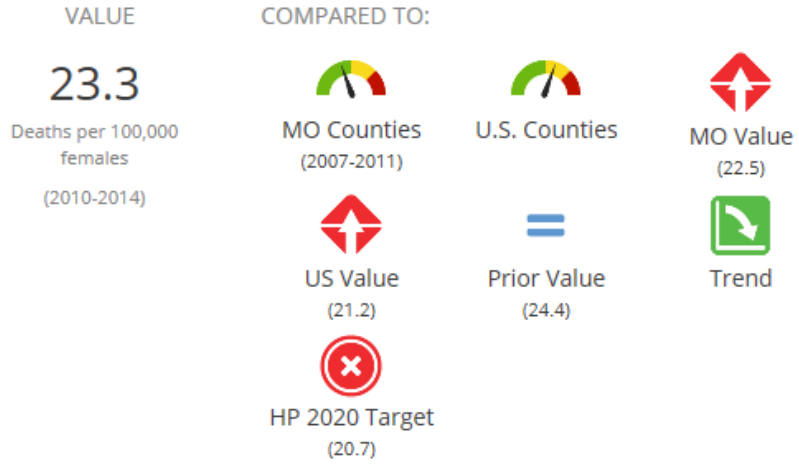 VALUE
COMPARED TO:
23.3
Deaths per 100,000
females
(2010-2014)
MO Counties
(2007-2011)
U.S. Counties
MO Value
(22.5)
US Value
(21.2)
Prior Value
(24.4)
Trend
HP 2020 Target
(20.7)